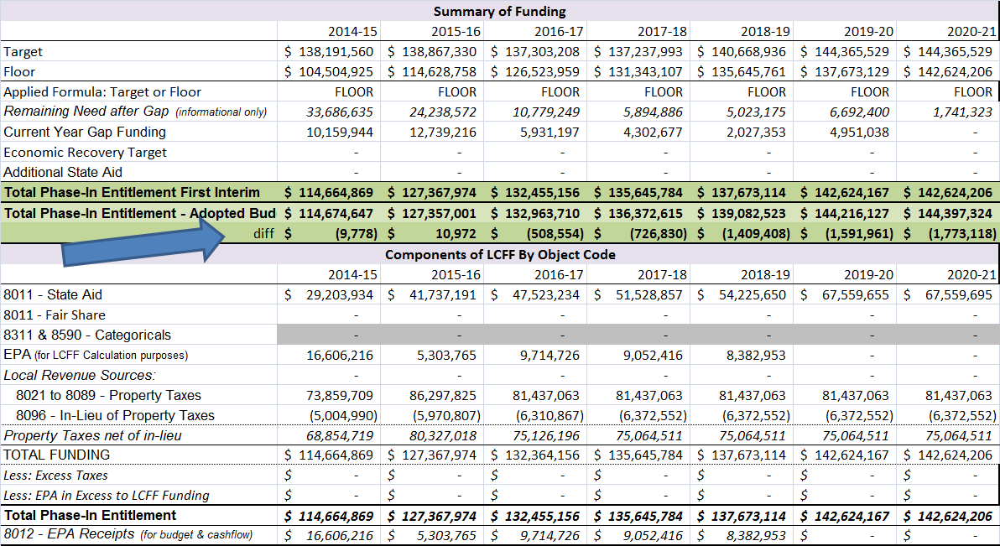 Summary of Funding
2014-15 2015-16 2016-17 2017-18 2018-19 2019-20 2020-21
Target $ 138,191,560 $ 138,867,330 $ 137,303,208 $ 137,237,993 $ 140,668,936 $ 144,365,529 $ 144,365,529
Floor $ 104,504,925 $ 114,628,758 $ 126,523,959 $ 131,343,107 $ 135,645,761 $ 137,673,129 $ 142,624,206
Applied Formula: Target or Floor FLOOR FLOOR FLOOR FLOOR FLOOR FLOOR FLOOR
Remaining Need after Gap (informational only) 33,686,635 24,238,572 10,779,249 5,894,886 5,023,175 6,692,400 1,741,323
Current Year Gap Funding 10,159,944 12,739,216 5,931,197 4,302,677 2,027,353 4,951,038 -
Economic Recovery Target - - - - - - -
Additional State Aid - - - - - - -
Total Phase-In Entitlement First Interim $ 114,664,869 $ 127,367,974 $ 132,455,156 $ 135,645,784 $ 137,673,114 $ 142,624,167 $ 142,624,206
Total Phase-In Entitlement - Adopted Bud $ 114,674,647 $ 127,357,001 $ 132,963,710 $ 136,372,615 $ 139,082,523 $ 144,216,127 $ 144,397,324
diff $ (9,778) $ 10,972 $ (508,554) $ (726,830) $ (1,409,408) $ (1,591,961) $ (1,773,118)
Components of LCFF By Object Code
2014-15 2015-16 2016-17 2017-18 2018-19 2019-20 2020-21
8011 - State Aid $ 29,203,934 $ 41,737,191 $ 47,523,234 $ 51,528,857 $ 54,225,650 $ 67,559,655 $ 67,559,695
8011 - Fair Share - - - - - - -
8311 & 8590 - Categoricals - - - - - - -
EPA (for LCFF Calculation purposes) 16,606,216 5,303,765 9,714,726 9,052,416 8,382,953 - -
Local Revenue Sources: - - - - - - -
8021 to 8089 - Property Taxes 73,859,709 86,297,825 81,437,063 81,437,063 81,437,063 81,437,063 81,437,063
8096 - In-Lieu of Property Taxes (5,004,990) (5,970,807) (6,310,867) (6,372,552) (6,372,552) (6,372,552) (6,372,552)
Property Taxes net of in-lieu 68,854,719 80,327,018 75,126,196 75,064,511 75,064,511 75,064,511 75,064,511
TOTAL FUNDING $ 114,664,869 $ 127,367,974 $ 132,364,156 $ 135,645,784 $ 137,673,114 $ 142,624,167 $ 142,624,206
Less: Excess Taxes $ - $ - $ - $ - $ - $ - $ -
Less: EPA in Excess to LCFF Funding $ - $ - $ - $ - $ - $ - $ -
Total Phase-In Entitlement $ 114,664,869 $ 127,367,974 $ 132,455,156 $ 135,645,784 $ 137,673,114 $ 142,624,167 $ 142,624,206
8012 - EPA Receipts (for budget & cashflow) $ 16,606,216 $ 5,303,765 $ 9,714,726 $ 9,052,416 $ 8,382,953 $ - $ -